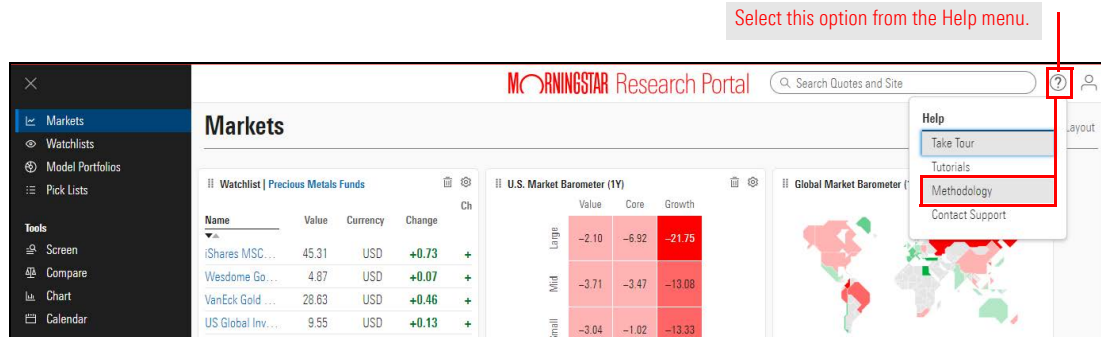 Select this option from the Help menu.
MORNINGSTAR Research Portal
Search Quotes and Site
?
Markets
Watchlists
Model Portfolios
Pick Lists
Tools
Screen
Compare
Chart
Calendar
Markets
Layout
Help
Take Tour
Tutorials
Methodology
Contact Support
Watchlist | Precious Metals Funds
Ch
Name Value Currency Change
iShares MSC... 45.31 USD +0.73 +
Wesdome Go... 4.87 USD +0.07 +
VanEck Gold ... 28.63 USD +0.46 +
US Global Inv... 9.55 USD +0.13 +
U.S. Market Barometer (1Y)
Value Core Growth
Large -2.10 -6.92 -21.75
Mid -3.71 -3.47 -13.08
Small -3.04 -1.02 -13.33
Global Market Barometer (